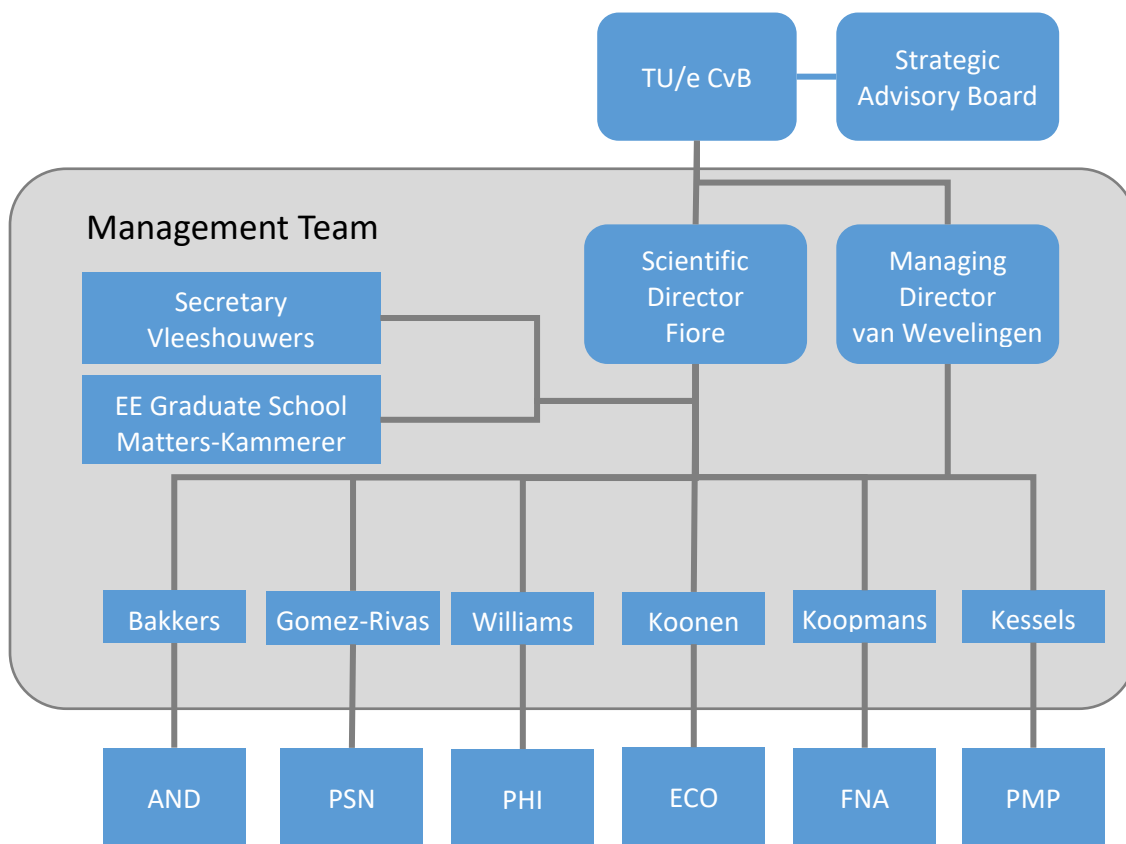 TU/e CvB
Strategic
Advisory Board
Management Team
Scientific
Director
Fiore
Managing
Director
van Wevelingen
Secretary
Vleeshouwers
EE Graduate School
Matters-Kammerer
Bakkers
Gomez-Rivas
Williams
Koonen
Koopmans
Kessels
AND
PSN
PHI
ECO
FNA
PMP